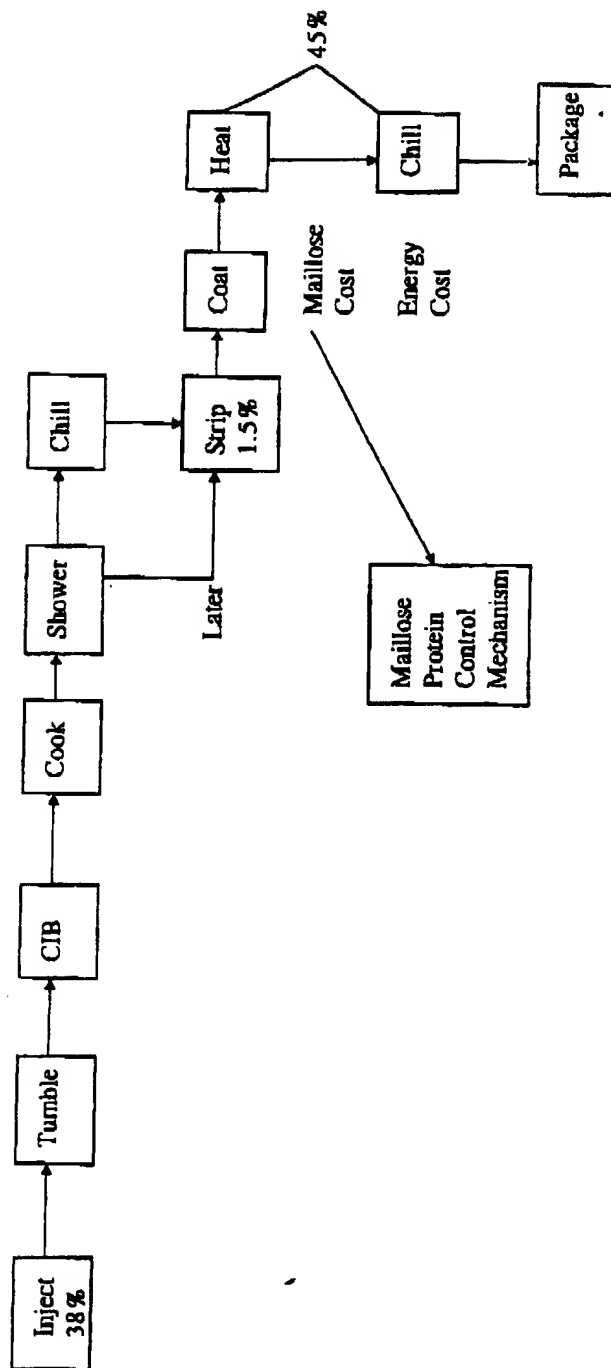 Inject
38%
Tumble
CIB
Cook
Shower
Chill
Later
Strip
1.5%
Coat
Heat
45%
Chill
Package
Maillose
Cost
Energy
Cost
Maillose
Protein
Control
Mechanism